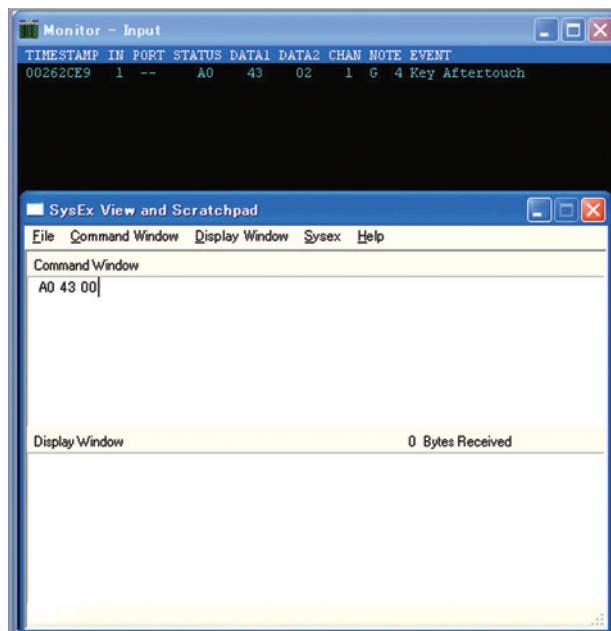 Monitor - Input
TIMESTAMP IN PORT STATUS DATA1 DATA2 CHAN NOTE EVENT
00262CE9 1 -- A0 43 02 1 G 4 Key Aftertouch
SysEx View and Scratchpad
File Command Window Display Window Sysex Help
Command Window
A0 43 00
Display Window 0 Bytes Received